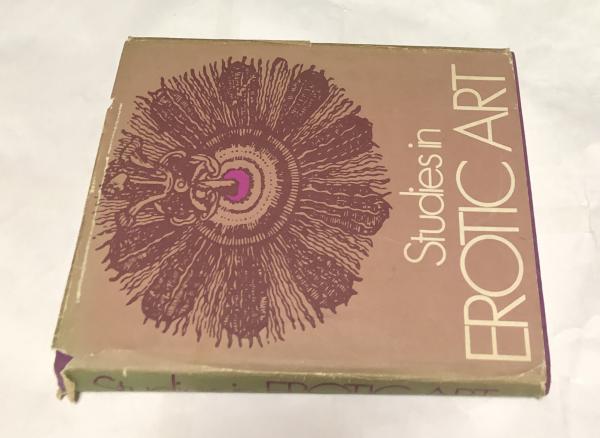 Studies in
EROTIC ART
Studies in EROTIC ART